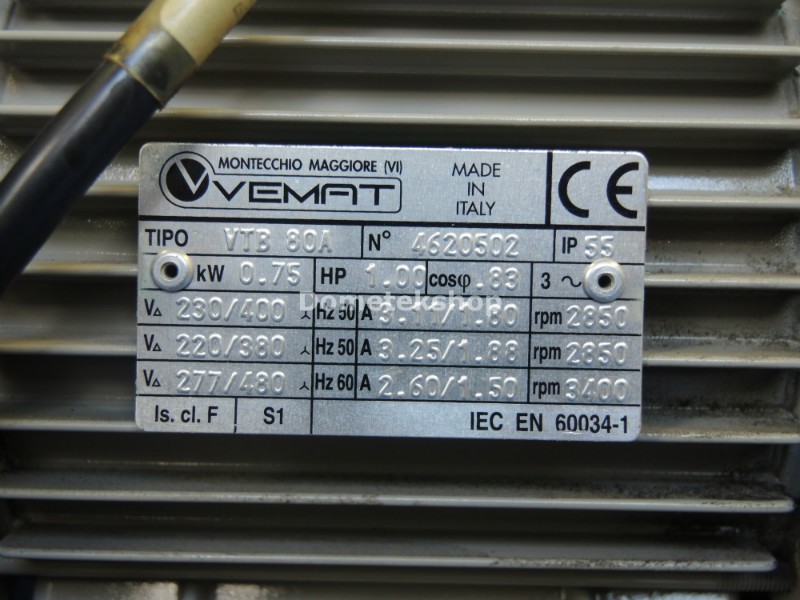 MONTECCHIO MAGGIORE (VI)
V VEMAT
MADE
IN
ITALY
CE
TIPO VTB 80A N° 4620502 IP 55
kW 0.75 HP 1.00 cosφ .83 3 ~
Dometekshop
V△ 230/400 ⅄ Hz 50 A 3.11/1.80 rpm 2850
V△ 220/380 ⅄ Hz 50 A 3.25/1.88 rpm 2850
V△ 277/480 ⅄ Hz 60 A 2.60/1.50 rpm 3400
Is. cl. F S1 IEC EN 60034-1